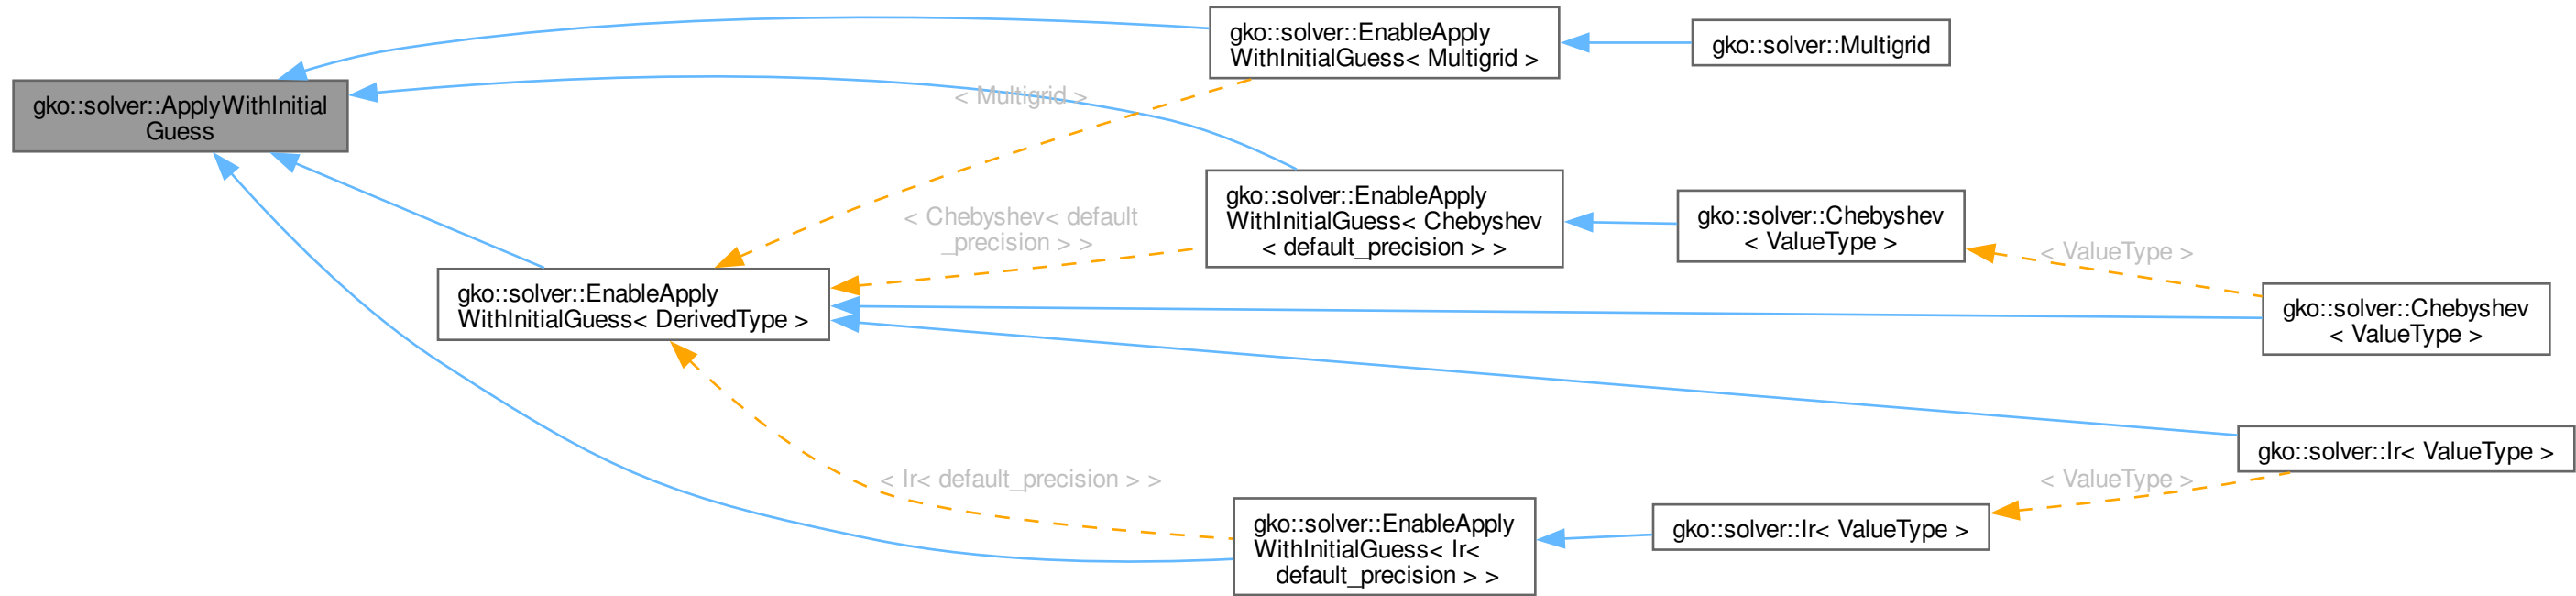 gko::solver::ApplyWithInitial
Guess
gko::solver::EnableApply
WithInitialGuess< Multigrid >
gko::solver::Multigrid
< Multigrid >
gko::solver::EnableApply
WithInitialGuess< Chebyshev
< default_precision > >
gko::solver::Chebyshev
< ValueType >
< Chebyshev< default
_precision > >
< ValueType >
gko::solver::EnableApply
WithInitialGuess< DerivedType >
gko::solver::Chebyshev
< ValueType >
gko::solver::Ir< ValueType >
< Ir< default_precision > >
< ValueType >
gko::solver::EnableApply
WithInitialGuess< Ir<
default_precision > >
gko::solver::Ir< ValueType >